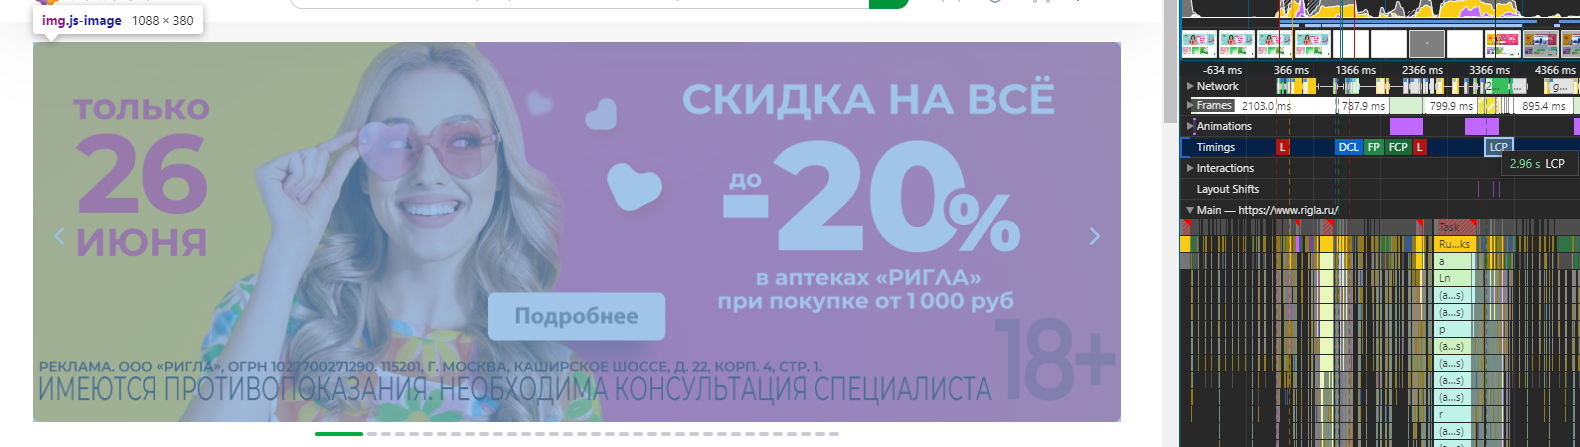 img.js-image 1088 × 380
ТОЛЬКО
26
ИЮНЯ
СКИДКА НА ВСЁ
ДО
-20%
в аптеках «РИГЛА»
при покупке от 1 000 руб
Подробнее
18+
РЕКЛАМА. ООО «РИГЛА», ОГРН 1027700271290. 115201, Г. МОСКВА, КАШИРСКОЕ ШОССЕ, Д. 22, КОРП. 4, СТР. 1.
ИМЕЮТСЯ ПРОТИВОПОКАЗАНИЯ. НЕОБХОДИМА КОНСУЛЬТАЦИЯ СПЕЦИАЛИСТА
-634 ms 366 ms 1366 ms 2366 ms 3366 ms 4366 ms
Network 2... ... g...
Frames 2103.0 ms 787.9 ms 799.9 ms 895.4 ms
Animations
Timings L DCL FP FCP L LCP
2.96 s LCP
Interactions
Layout Shifts
Main — https://www.rigla.ru/
Task
Ru...ks
a
Ln
(a...s)
(a...s)
p
(a...s)
(a...s)
(a...s)
(a...s)
r
(a...s)